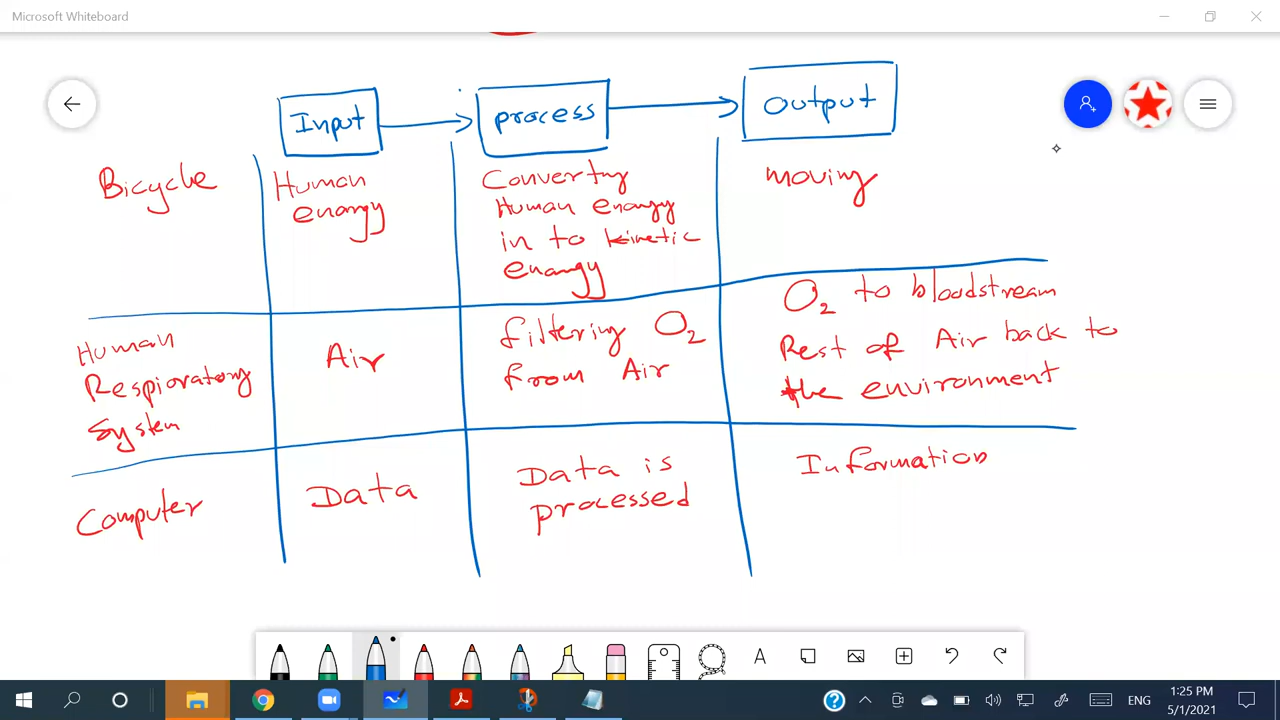 Microsoft Whiteboard
Input
process
output
Bicycle
Human
energy
Converting
Human energy
in to kinetic
energy
moving
Human
Respioratory
System
Air
filtering O2
from Air
O2 to bloodstream
Rest of Air back to
the environment
Computer
Data
Data is
processed
Information
A
ENG
1:25 PM
5/1/2021